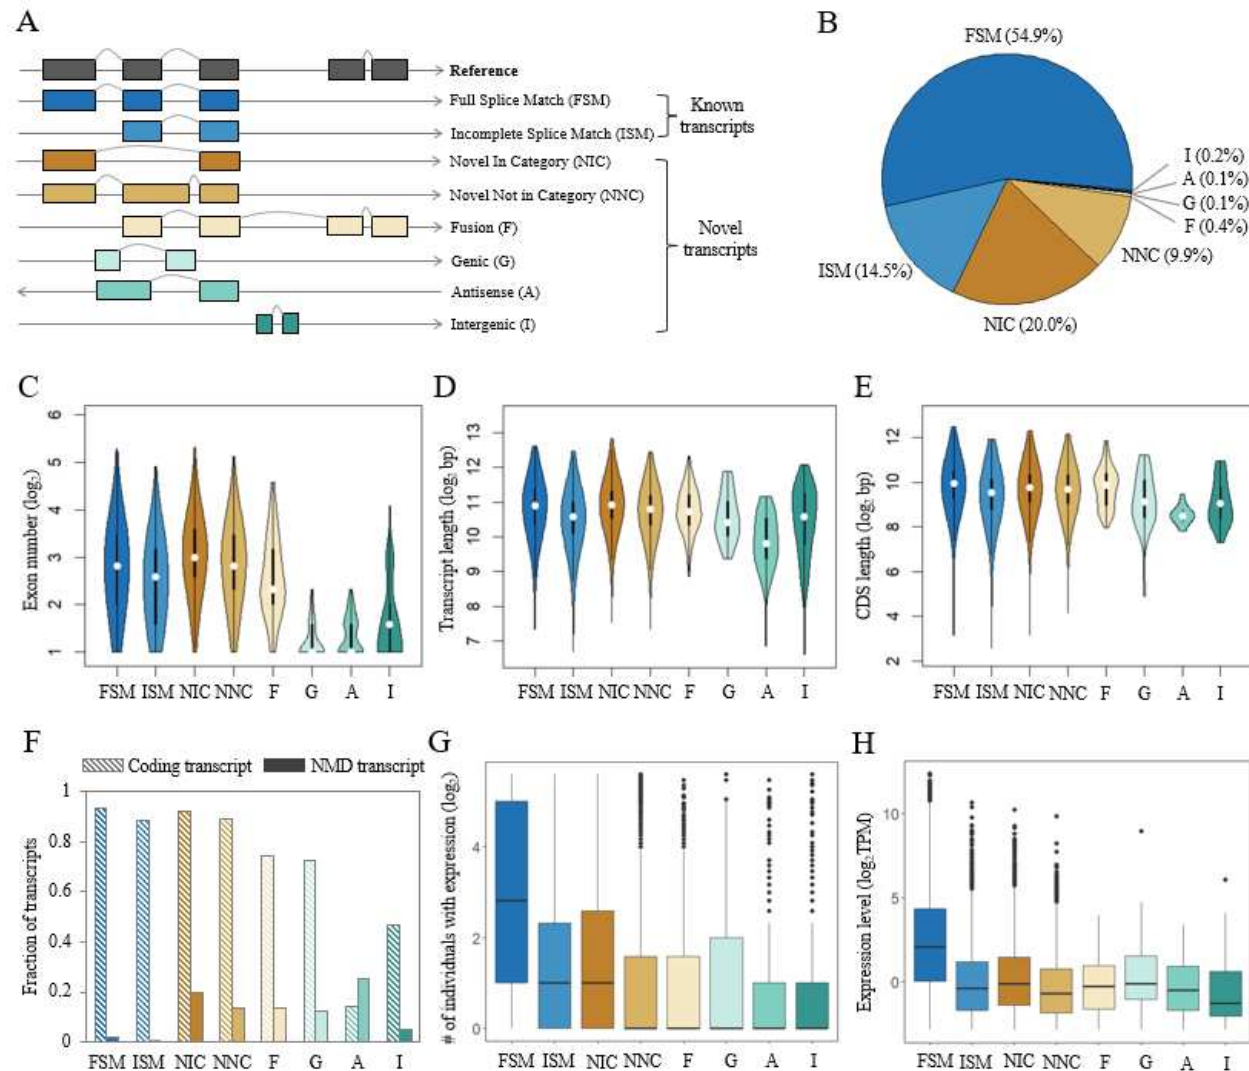 A
Reference
Full Splice Match (FSM)
Incomplete Splice Match (ISM)
Novel In Category (NIC)
Novel Not in Category (NNC)
Fusion (F)
Genic (G)
Antisense (A)
Intergenic (I)
Known
transcripts
Novel
transcripts
B
FSM (54.9%)
I (0.2%)
A (0.1%)
G (0.1%)
F (0.4%)
NNC (9.9%)
NIC (20.0%)
ISM (14.5%)
C
Exon number (log₂)
6
5
4
3
2
1
FSM ISM NIC NNC F G A I
D
Transcript length (log₂ bp)
13
12
11
10
9
8
7
FSM ISM NIC NNC F G A I
E
CDS length (log₂ bp)
12
10
8
6
4
2
FSM ISM NIC NNC F G A I
F
Coding transcript NMD transcript
Fraction of transcripts
1
0.8
0.6
0.4
0.2
0
FSM ISM NIC NNC F G A I
G
# of individuals with expression (log₂)
4
2
0
FSM ISM NIC NNC F G A I
H
Expression level (log₂TPM)
10
5
0
FSM ISM NIC NNC F G A I